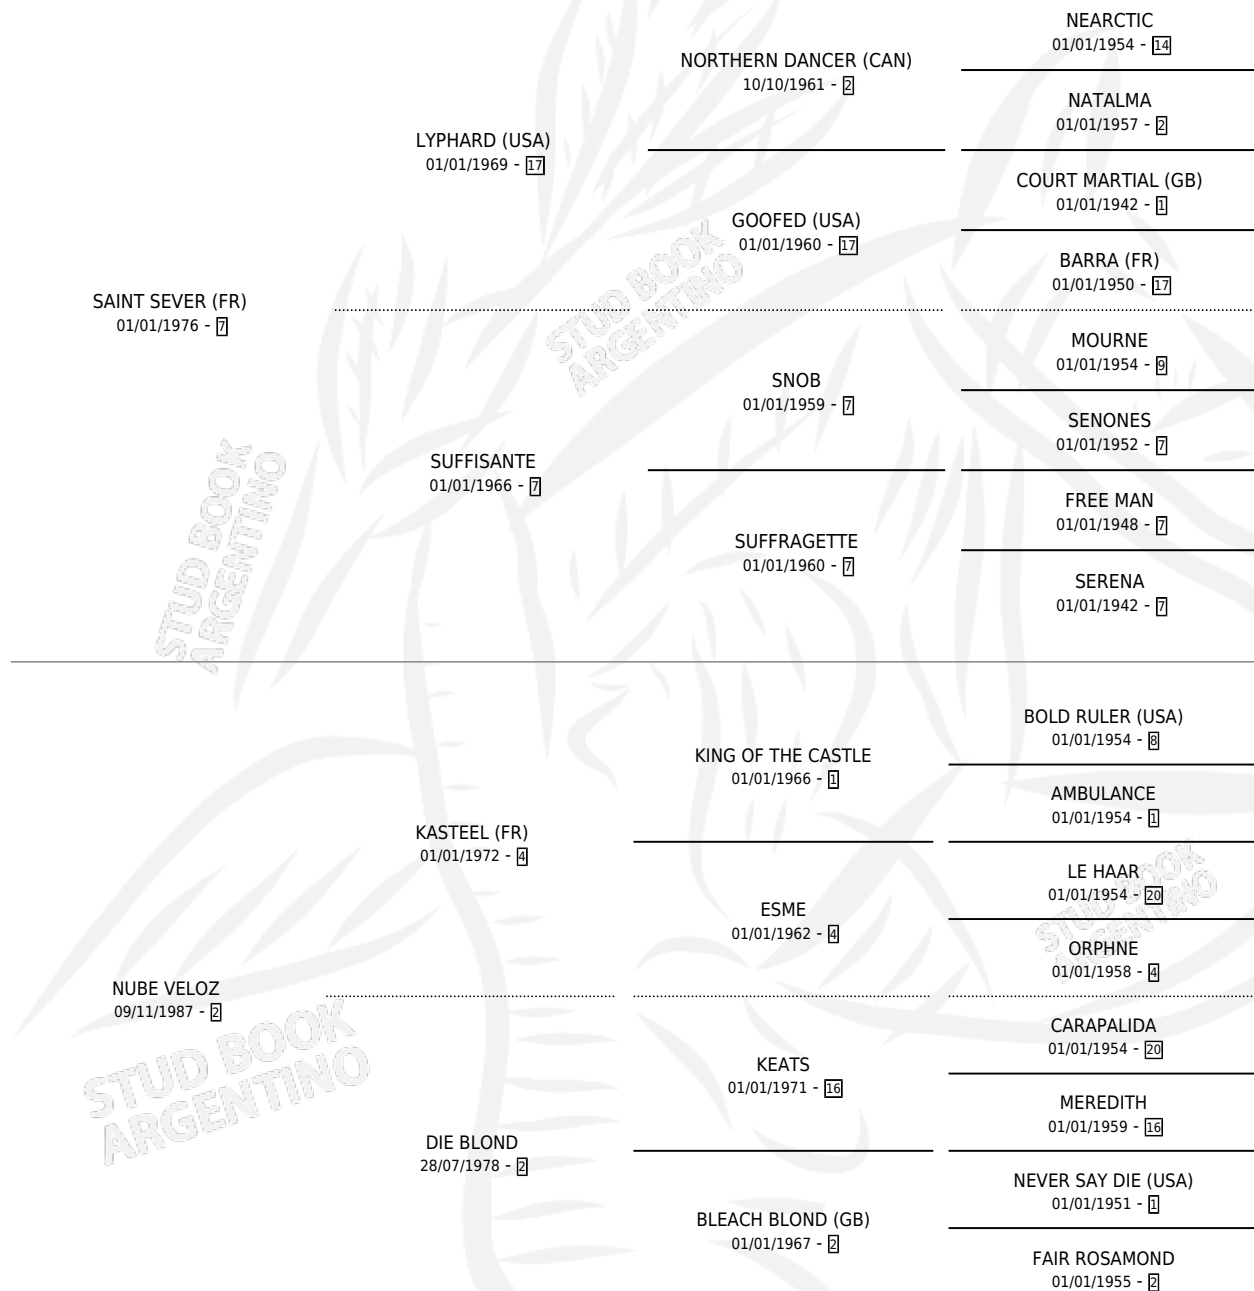 NEARCTIC
01/01/1954 - 14
NORTHERN DANCER (CAN)
10/10/1961 - 2
NATALMA
01/01/1957 - 2
LYPHARD (USA)
01/01/1969 - 17
COURT MARTIAL (GB)
01/01/1942 - 1
GOOFED (USA)
01/01/1960 - 17
BARRA (FR)
01/01/1950 - 17
SAINT SEVER (FR)
01/01/1976 - 7
STUD BOOK
ARGENTINO
MOURNE
01/01/1954 - 9
SNOB
01/01/1959 - 7
SENONES
01/01/1952 - 7
SUFFISANTE
01/01/1966 - 7
FREE MAN
01/01/1948 - 7
SUFFRAGETTE
01/01/1960 - 7
SERENA
01/01/1942 - 7
STUD BOOK
ARGENTINO
BOLD RULER (USA)
01/01/1954 - 8
KING OF THE CASTLE
01/01/1966 - 1
AMBULANCE
01/01/1954 - 1
KASTEEL (FR)
01/01/1972 - 4
LE HAAR
01/01/1954 - 20
ESME
01/01/1962 - 4
STUD BOOK
ARGENTINO
ORPHNE
01/01/1958 - 4
NUBE VELOZ
09/11/1987 - 2
CARAPALIDA
01/01/1954 - 20
KEATS
01/01/1971 - 16
MEREDITH
01/01/1959 - 16
STUD BOOK
ARGENTINO
DIE BLOND
28/07/1978 - 2
NEVER SAY DIE (USA)
01/01/1951 - 1
BLEACH BLOND (GB)
01/01/1967 - 2
FAIR ROSAMOND
01/01/1955 - 2